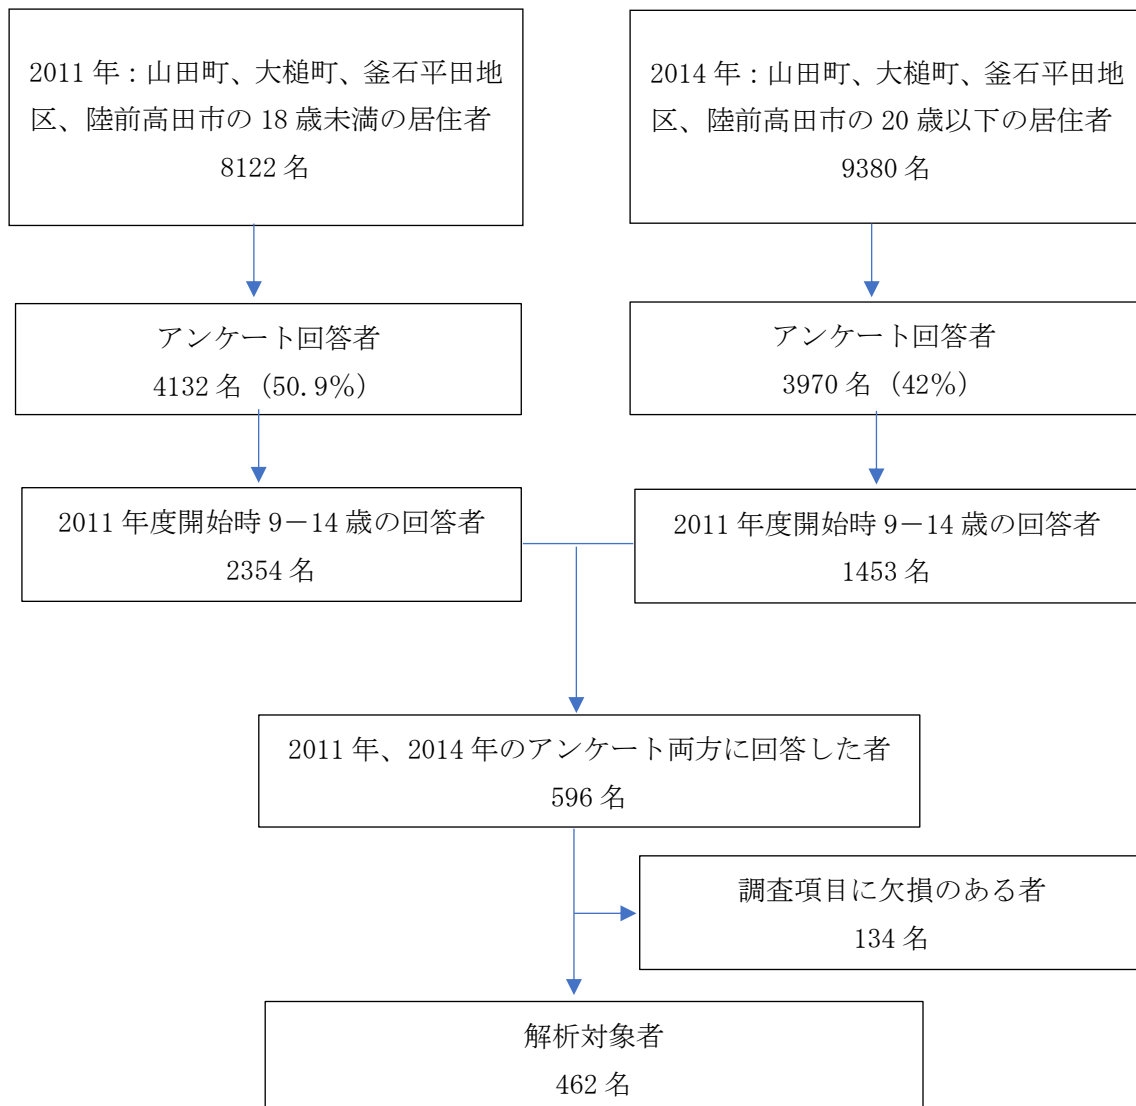 2011 年：山田町、大槌町、釜石平田地
区、陸前高田市の 18 歳未満の居住者
8122 名
2014 年：山田町、大槌町、釜石平田地
区、陸前高田市の 20 歳以下の居住者
9380 名
アンケート回答者
4132 名（50.9％）
アンケート回答者
3970 名（42％）
2011 年度開始時 9－14 歳の回答者
2354 名
2011 年度開始時 9－14 歳の回答者
1453 名
2011 年、2014 年のアンケート両方に回答した者
596 名
調査項目に欠損のある者
134 名
解析対象者
462 名